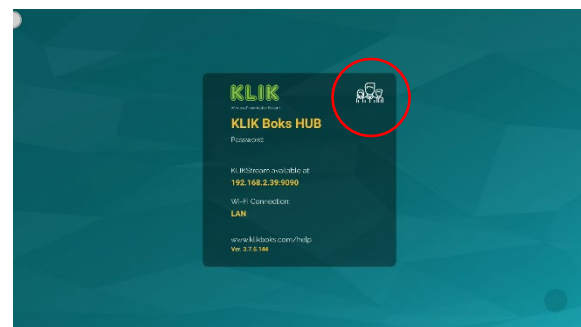 KLIK
KLIK Boks HUB
Password:
KLIKStream available at:
192.168.2.39:9090
Wi-Fi Connection:
LAN
www.klikboks.com/help
Ver. 3.7.6.144